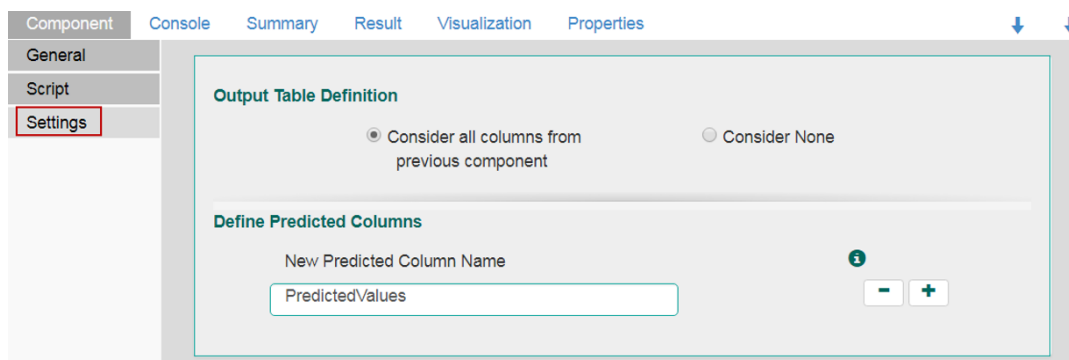 Component Console Summary Result Visualization Properties
General
Script
Settings
Output Table Definition
Consider all columns from previous component
Consider None
Define Predicted Columns
New Predicted Column Name
PredictedValues